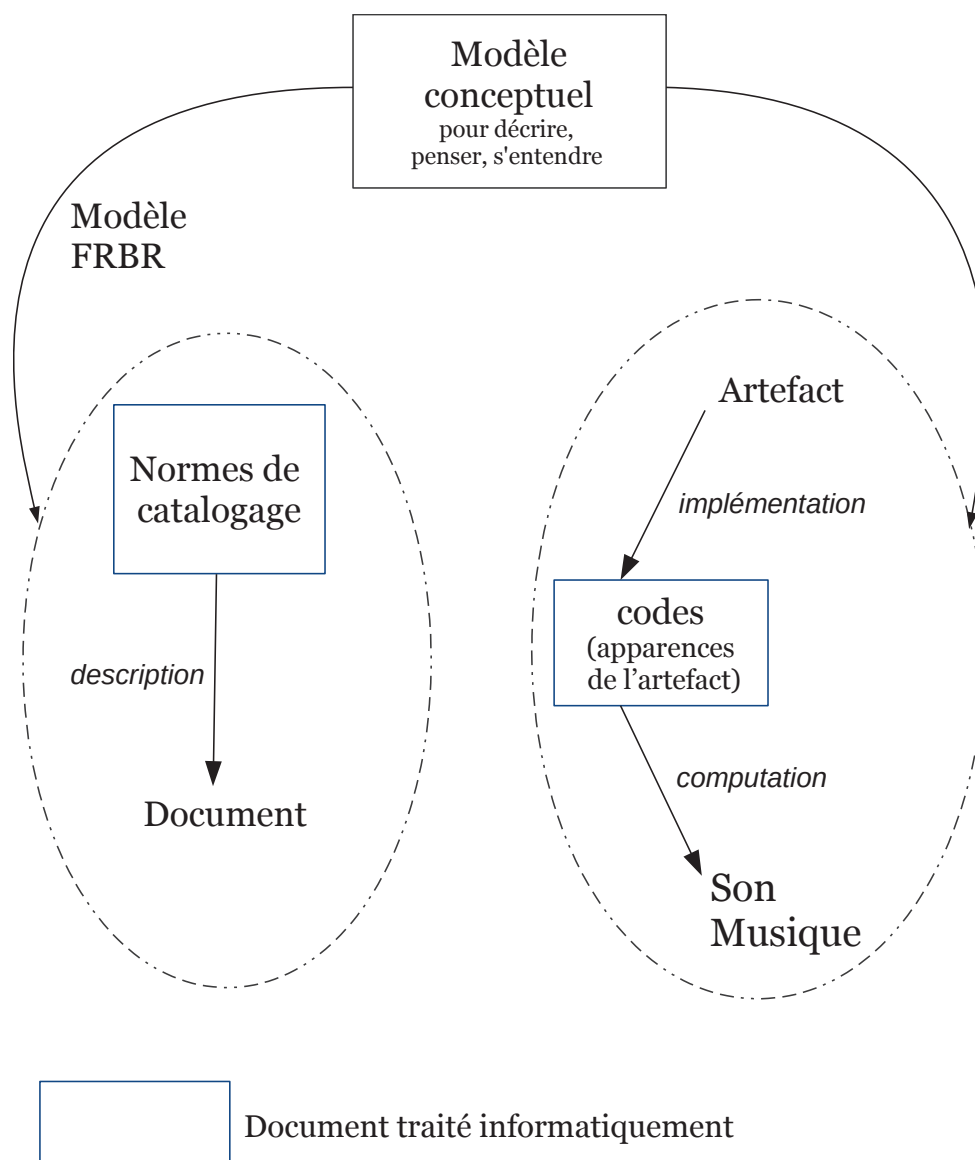 Modèle
conceptuel
pour décrire,
penser, s'entendre
Modèle
FRBR
Normes de
catalogage
description
Document
Artefact
implémentation
codes
(apparences
de l’artefact)
computation
Son
Musique
Document traité informatiquement